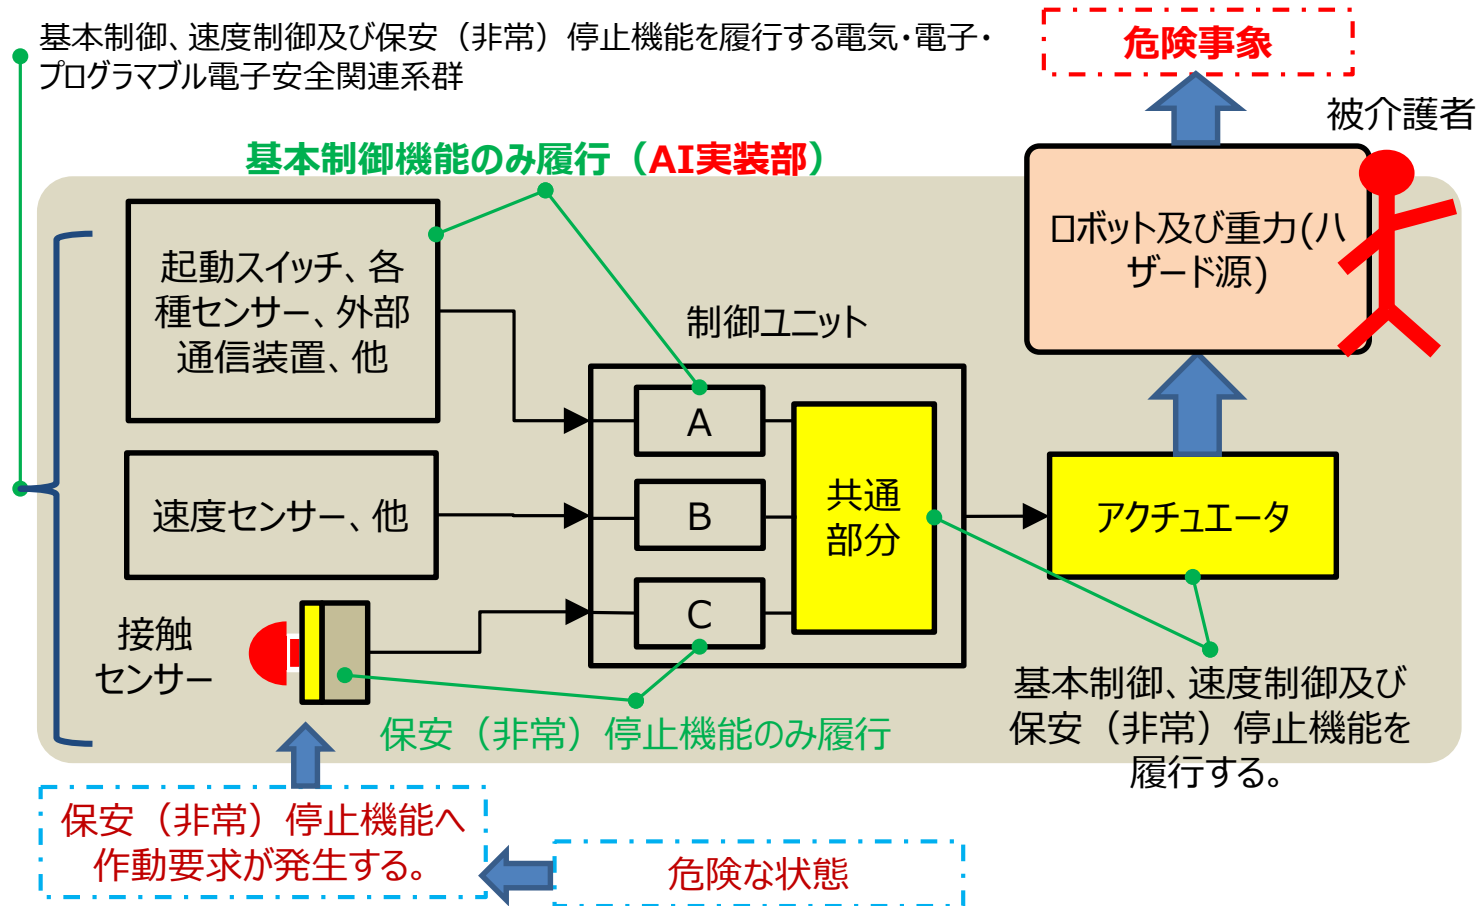 基本制御、速度制御及び保安（非常）停止機能を履行する電気・電子・
プログラマブル電子安全関連系群
危険事象
被介護者
基本制御機能のみ履行（AI実装部）
ロボット及び重力(ハ
ザード源)
起動スイッチ、各
種センサー、外部
通信装置、他
制御ユニット
A
速度センサー、他
B
共通
部分
アクチュエータ
C
接触
センサー
保安（非常）停止機能のみ履行
基本制御、速度制御及び
保安（非常）停止機能を
履行する。
保安（非常）停止機能へ
作動要求が発生する。
危険な状態